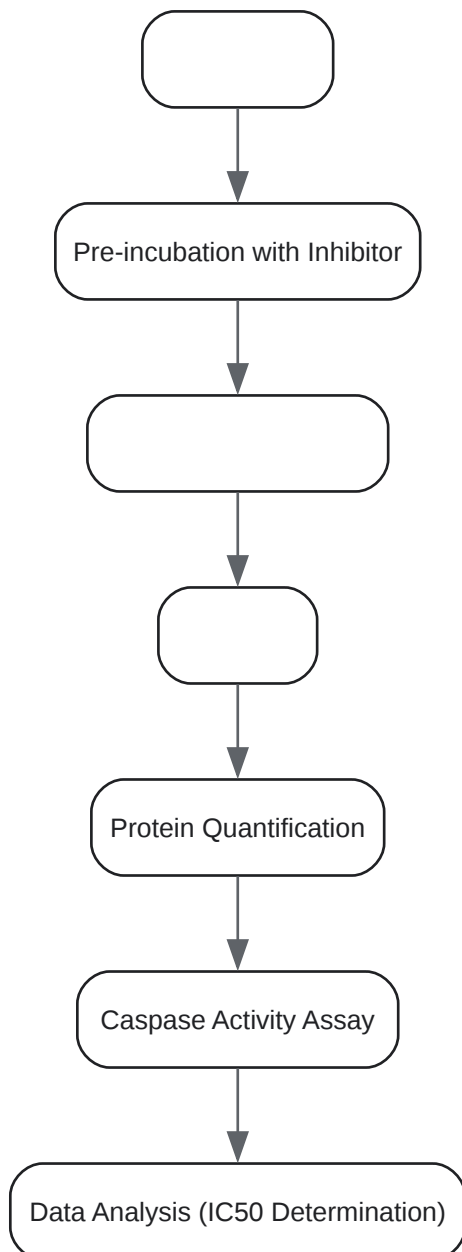 Pre-incubation with Inhibitor
Protein Quantification
Caspase Activity Assay
Data Analysis (IC50 Determination)